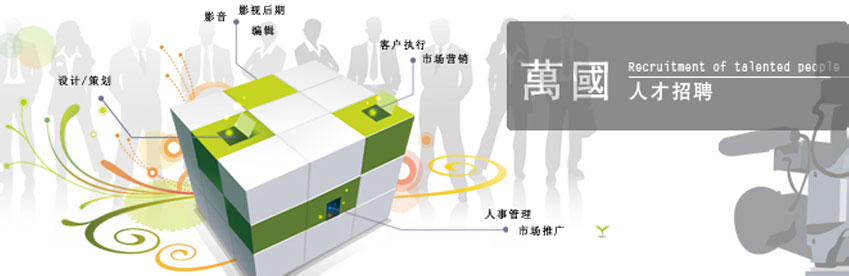 影音
影视后期
编辑
客户执行
市场营销
设计/策划
萬國
Recruitment of talented people
人才招聘
人事管理
市场推广